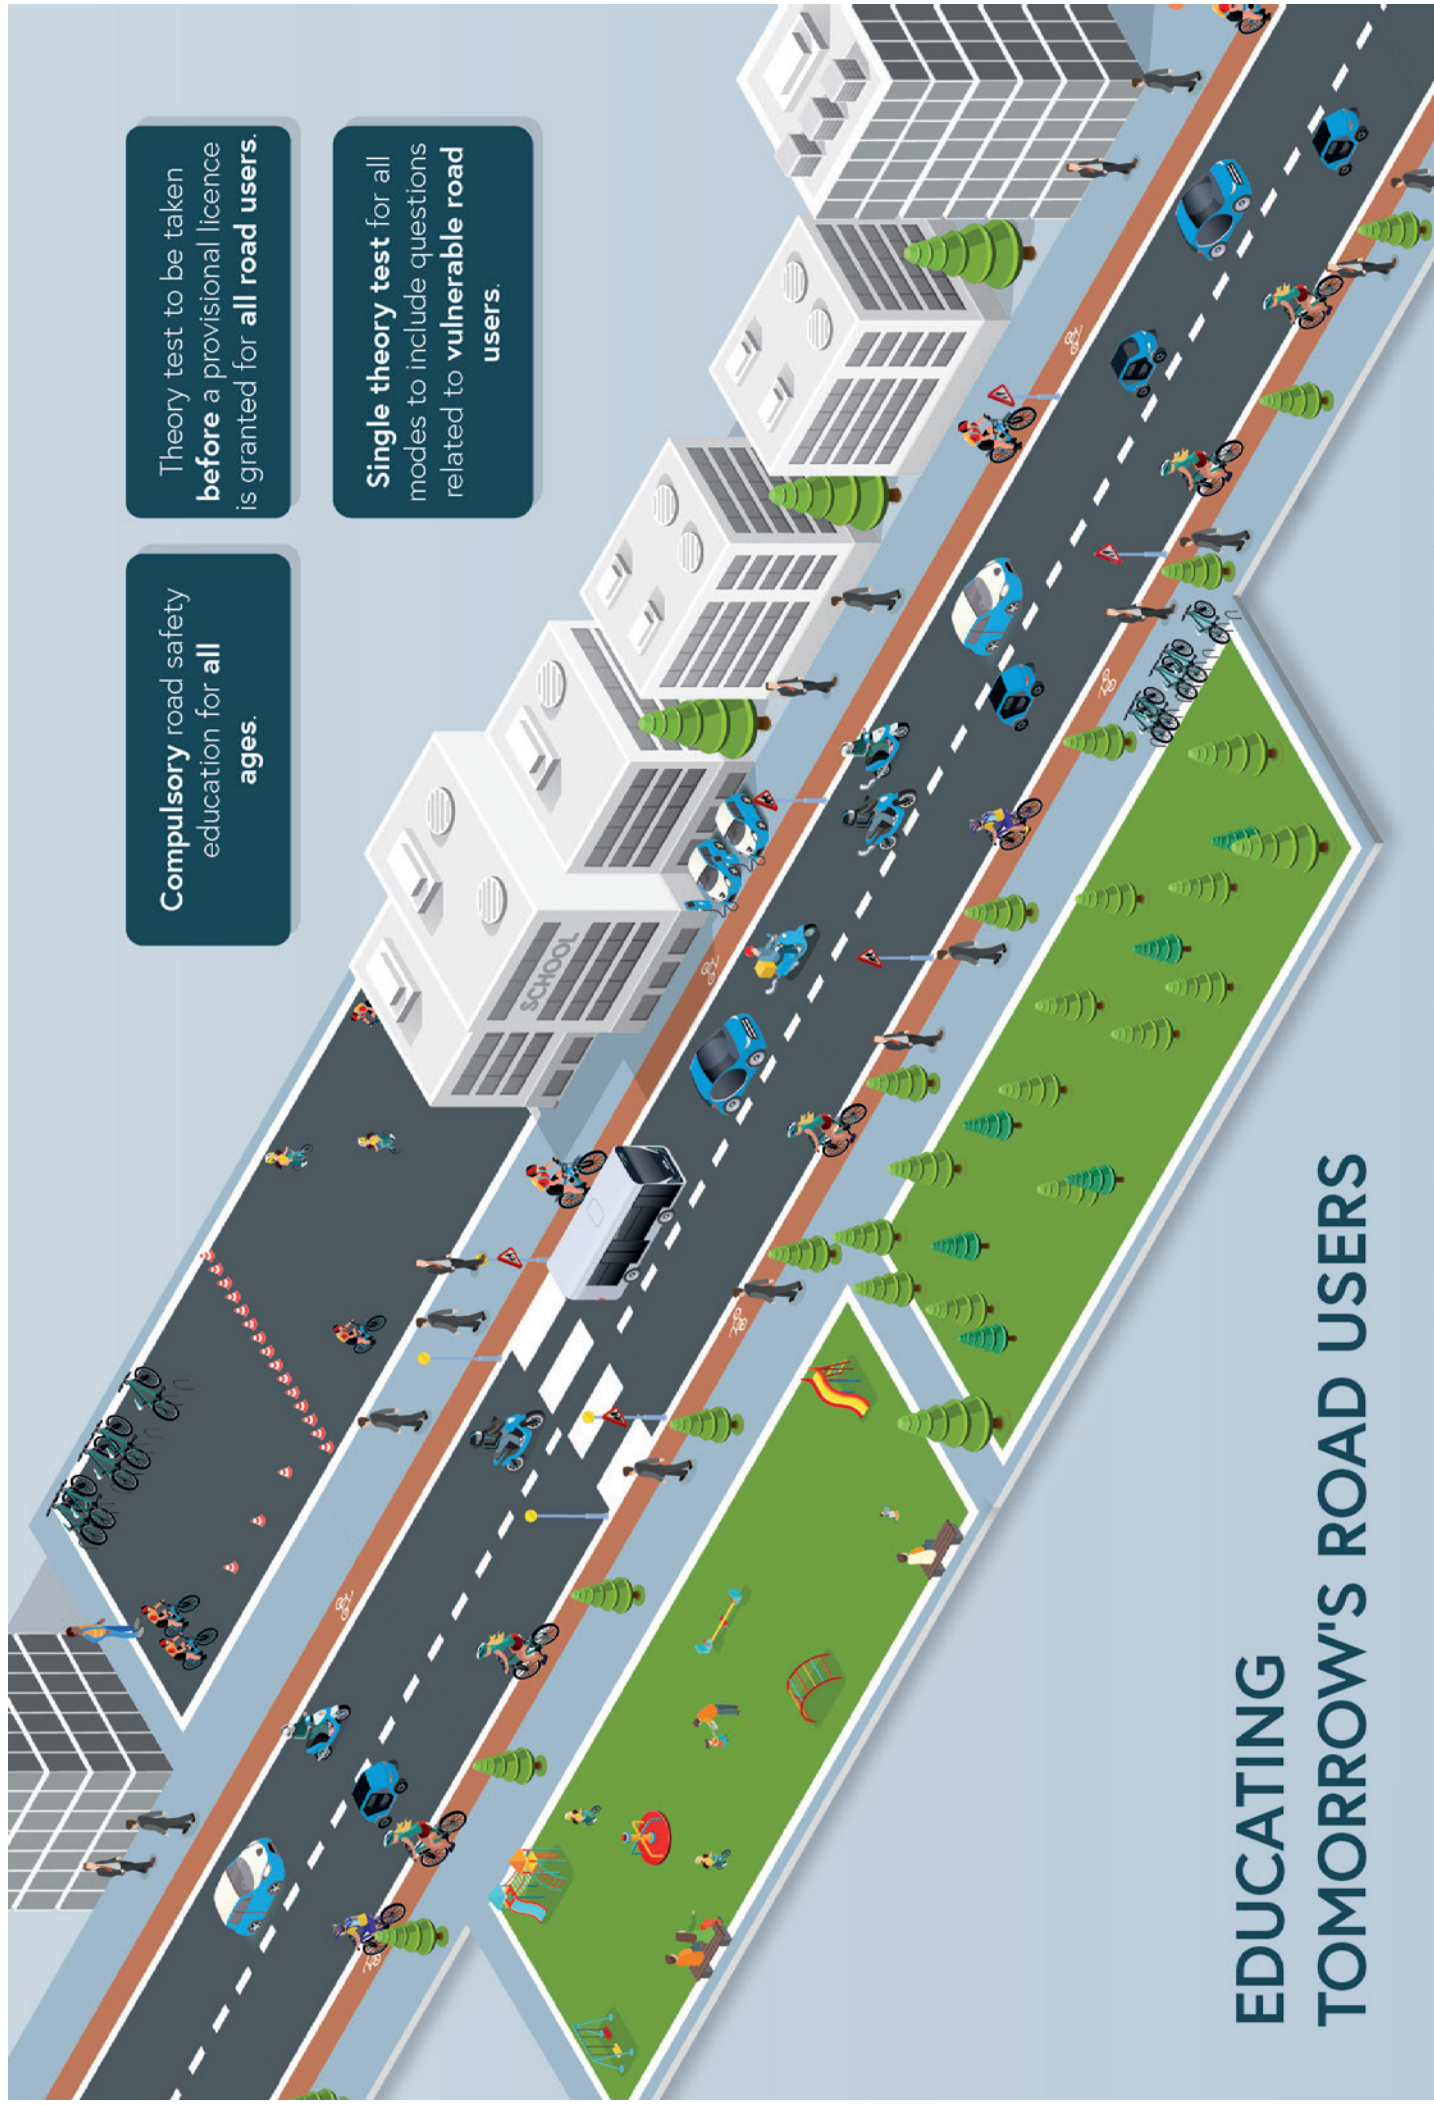 Compulsory road safety
education for all
ages.
Theory test to be taken
before a provisional licence
is granted for all road users.
Single theory test for all
modes to include questions
related to vulnerable road
users.
SCHOOL
EDUCATING
TOMORROW'S ROAD USERS